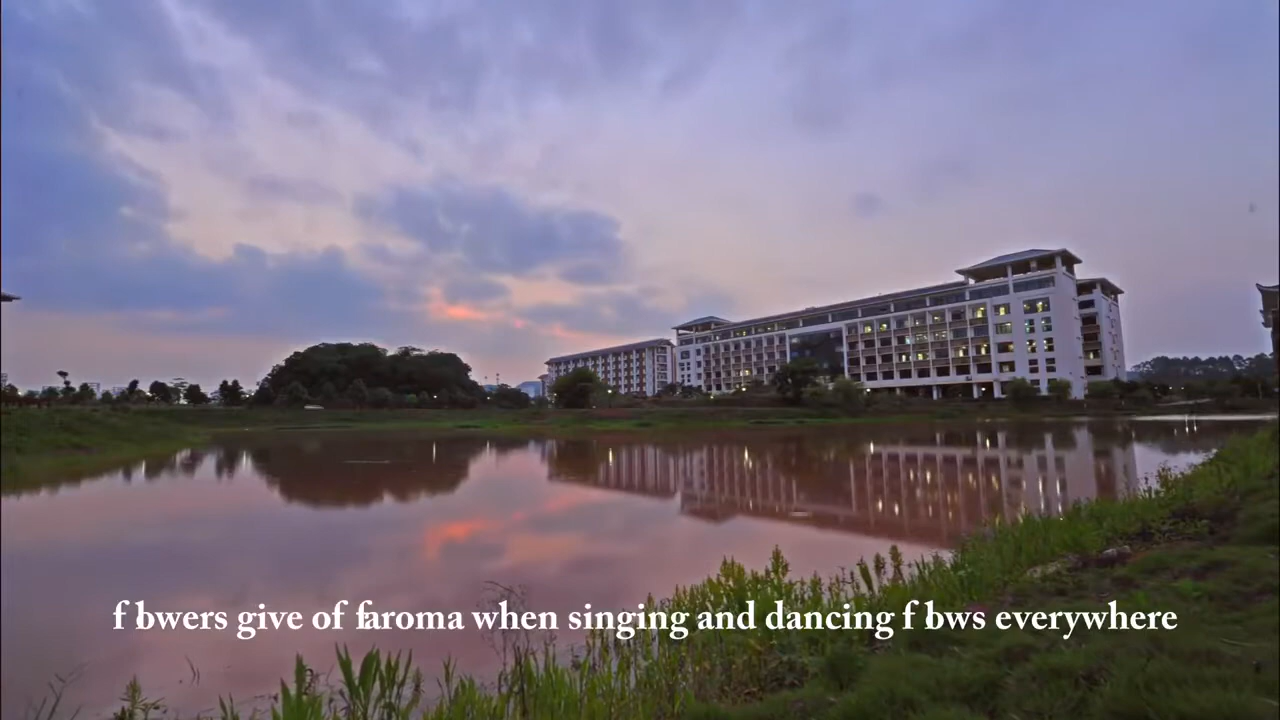 f bwers give of faroma when singing and dancing f bws everywhere